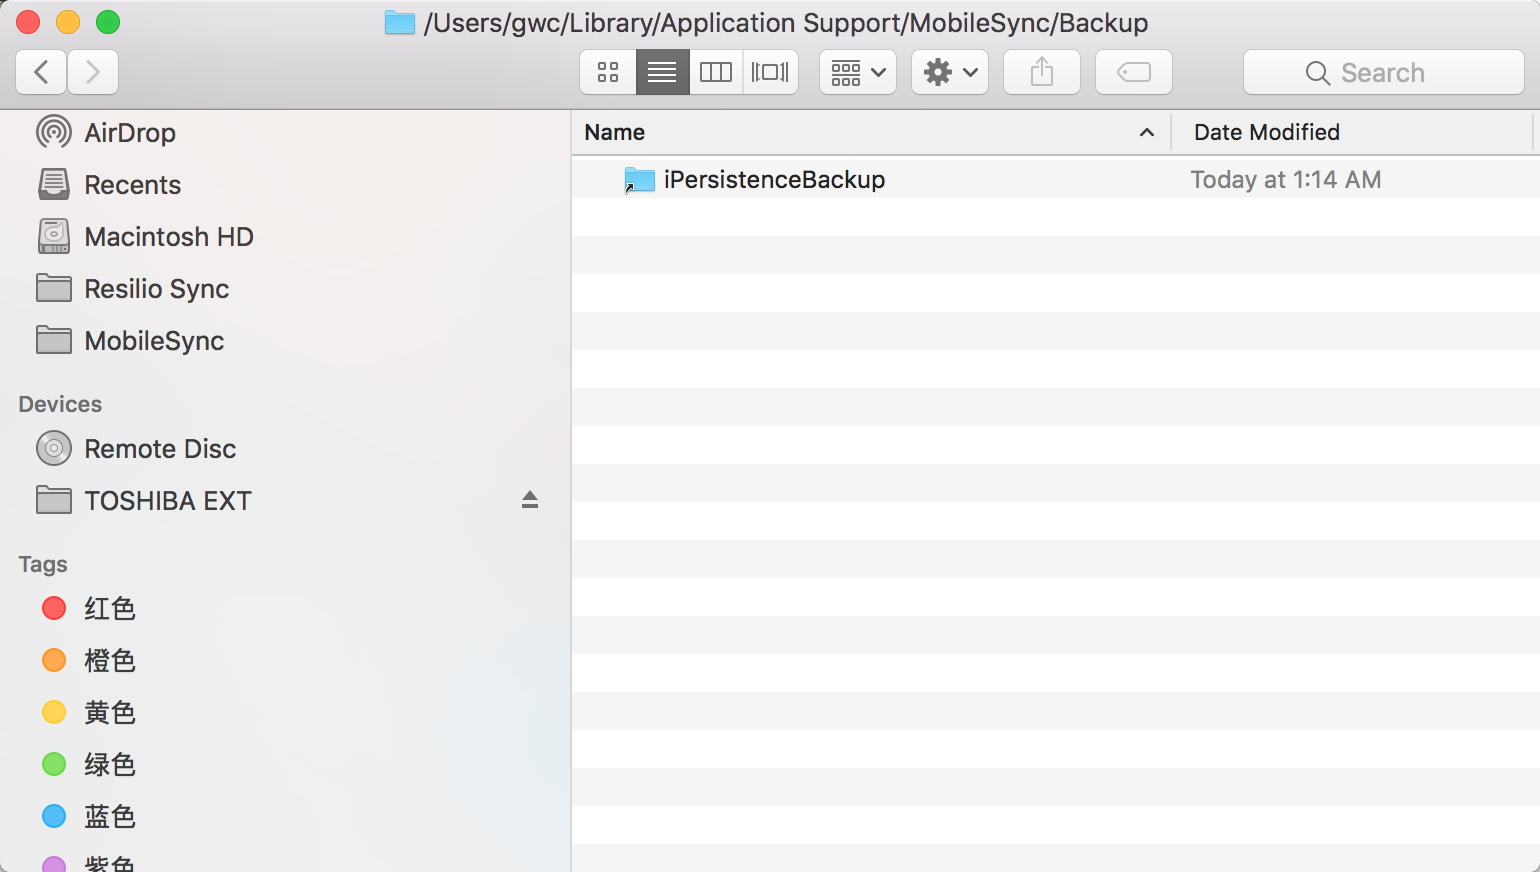 /Users/gwc/Library/Application Support/MobileSync/Backup
Search
AirDrop
Recents
Macintosh HD
Resilio Sync
MobileSync
Devices
Remote Disc
TOSHIBA EXT
Tags
红色
橙色
黄色
绿色
蓝色
紫色
Name
Date Modified
iPersistenceBackup
Today at 1:14 AM